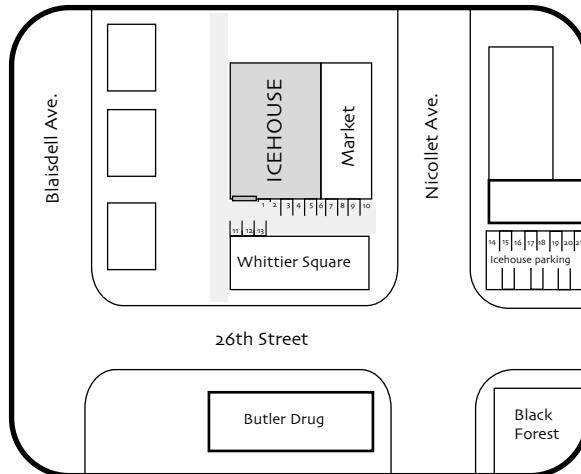 Blaisdell Ave.
ICEHOUSE
Market
Nicollet Ave.
1 2 3 4 5 6 7 8 9 10
11 12 13
Whittier Square
14 15 16 17 18 19 20
Icehouse parking
26th Street
Butler Drug
Black
Forest